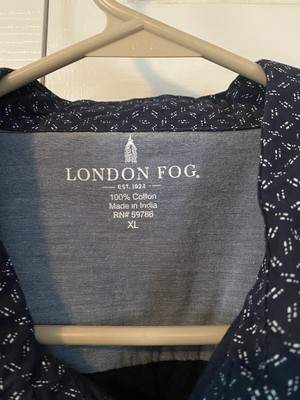 LONDON FOG®
EST. 1923
100% Cotton
Made in India
RN# 59786
XL